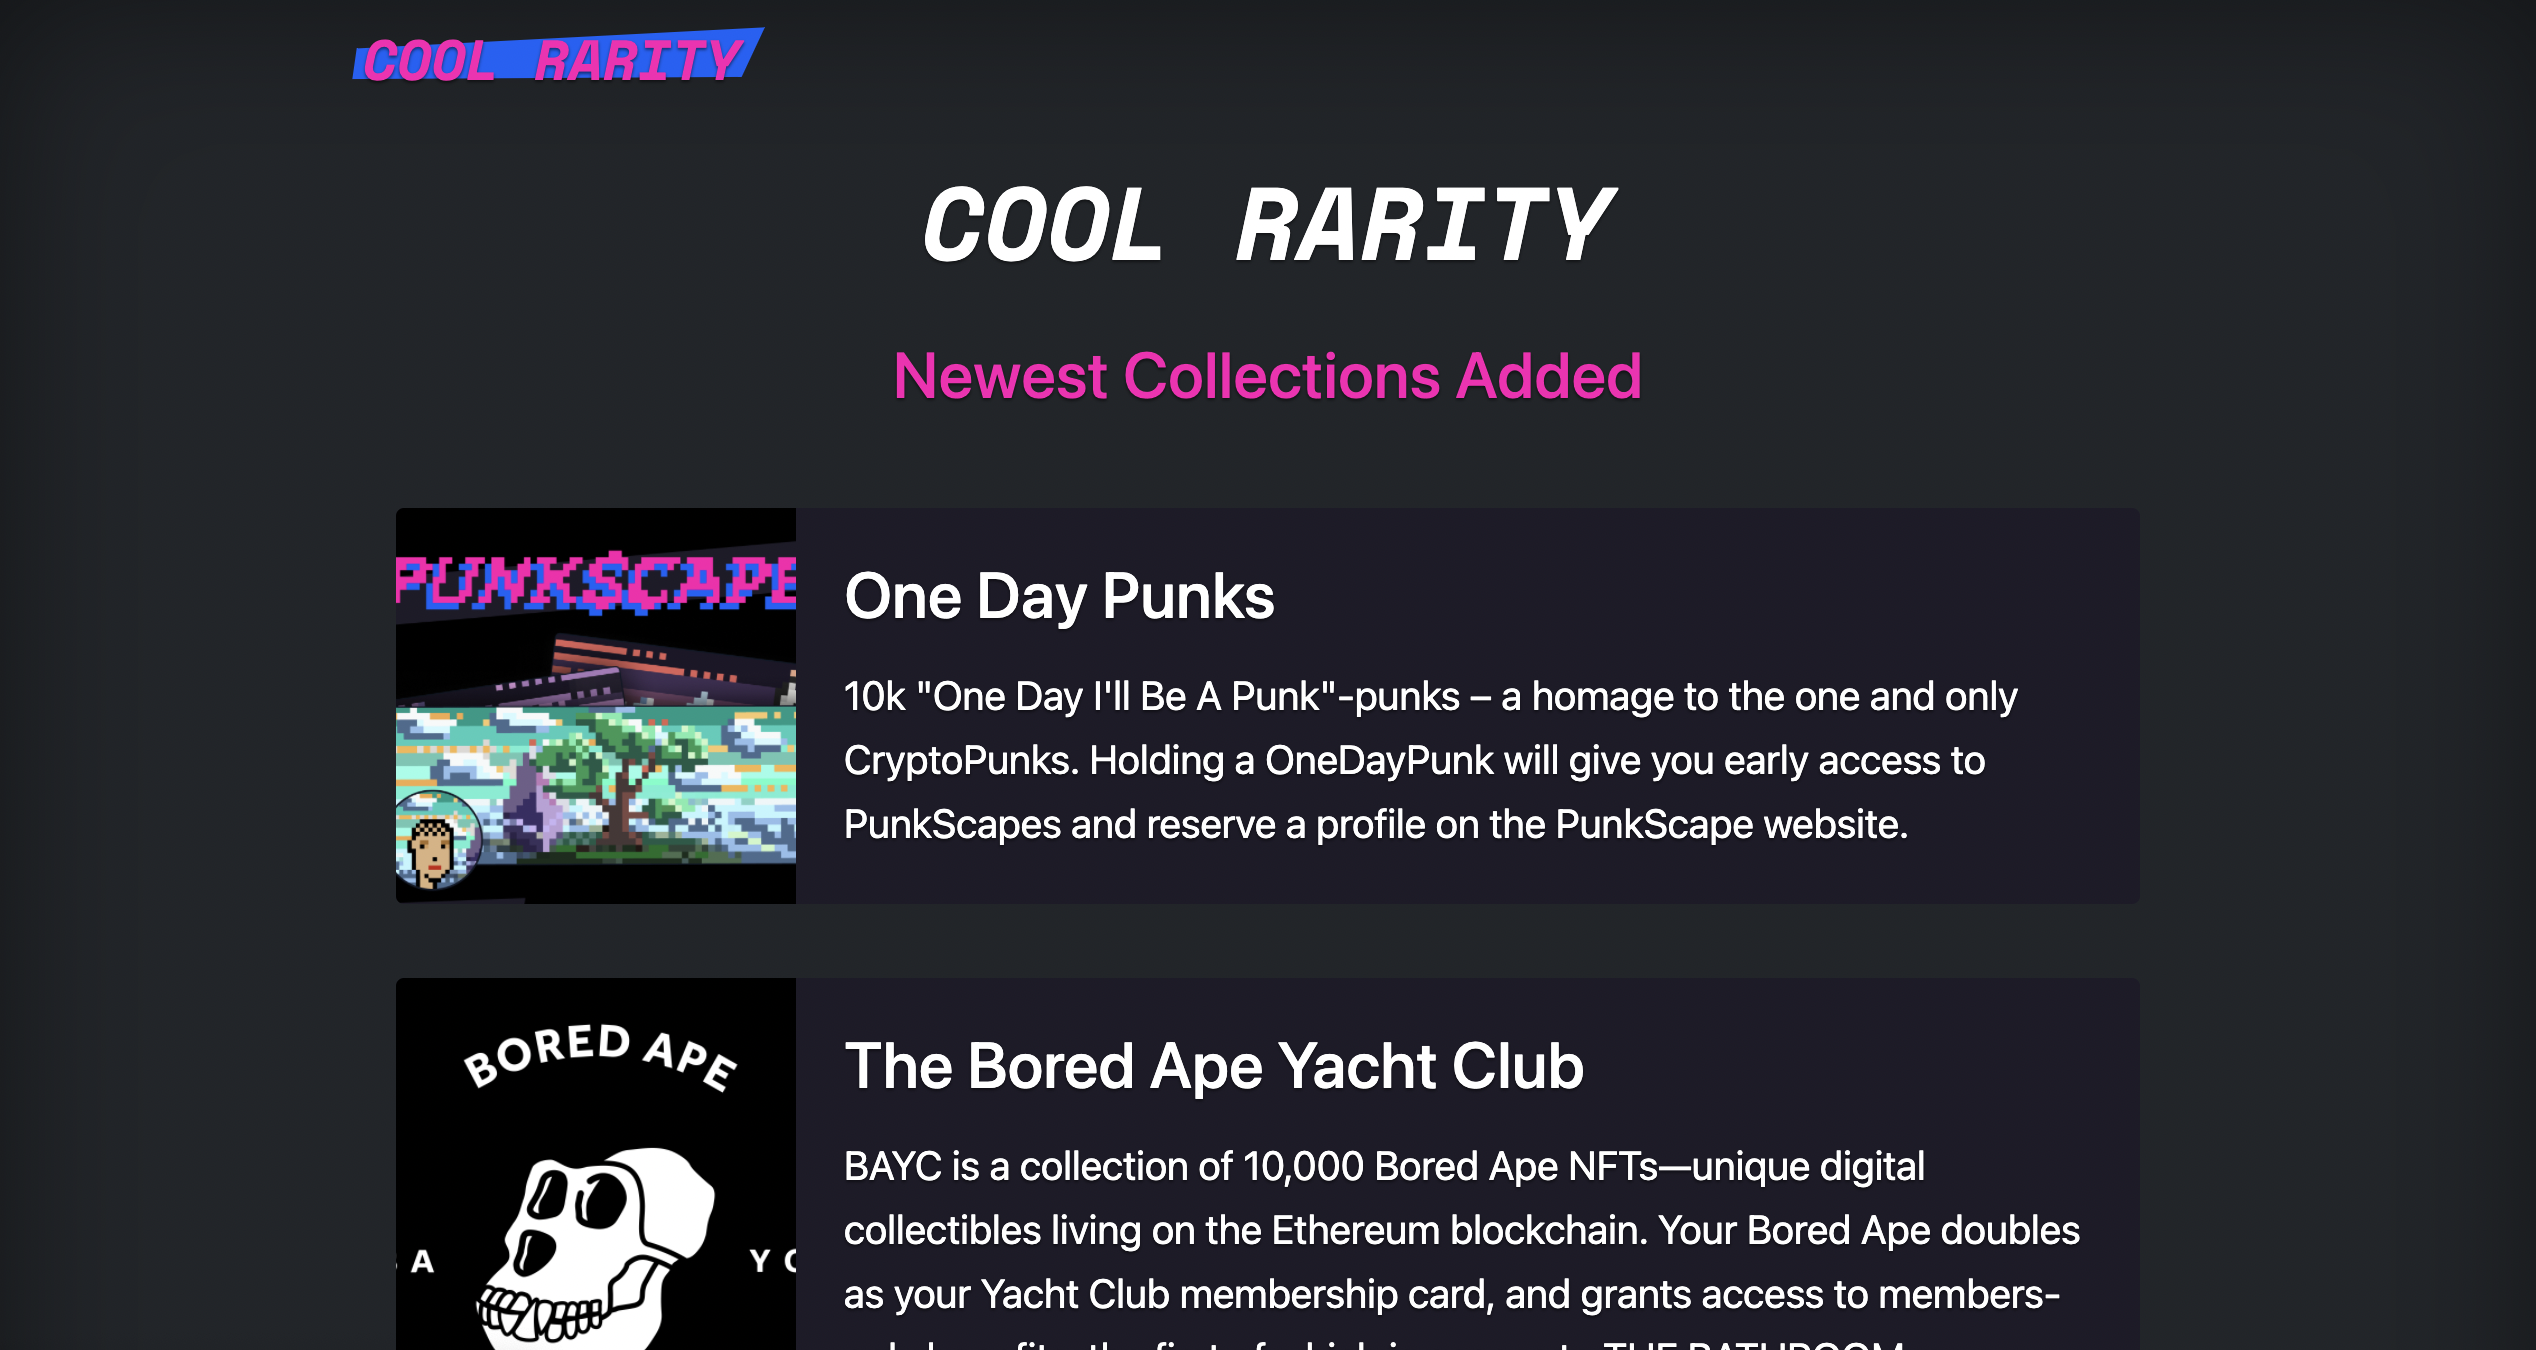 COOL RARITY
COOL RARITY
Newest Collections Added
PUNKSCAPE
One Day Punks
10k "One Day I'll Be A Punk"-punks – a homage to the one and only
CryptoPunks. Holding a OneDayPunk will give you early access to
PunkScapes and reserve a profile on the PunkScape website.
BORED APE
A Y C
The Bored Ape Yacht Club
BAYC is a collection of 10,000 Bored Ape NFTs—unique digital
collectibles living on the Ethereum blockchain. Your Bored Ape doubles
as your Yacht Club membership card, and grants access to members-
THE BATHROOM